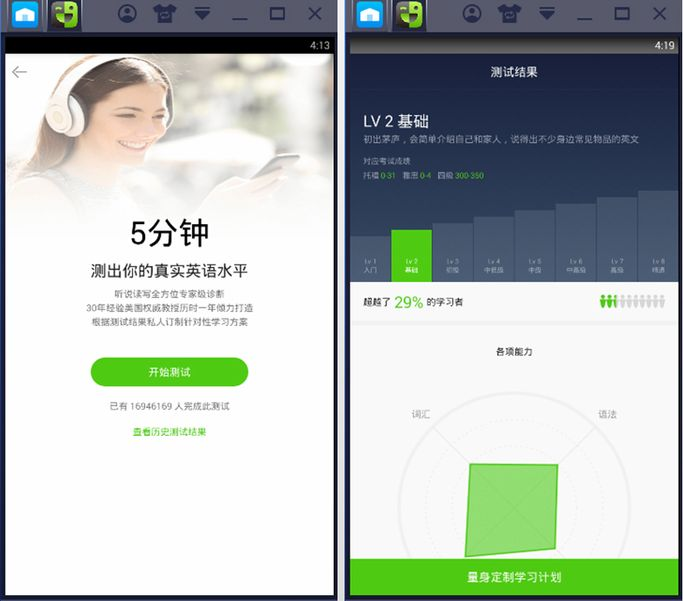 4:13
5分钟
测出你的真实英语水平
听说读写全方位专家级诊断
30年经验美国权威教授历时一年倾力打造
根据测试结果私人订制针对性学习方案
开始测试
已有 16946169 人完成此测试
查看历史测试结果
4:19
测试结果
LV 2 基础
初出茅庐，会简单介绍自己和家人，说得出不少身边常见物品的英文
对应考试成绩
托福 0-31 雅思 0-4 四级 300-350
Lv 1 Lv 2 Lv 3 Lv 4 Lv 5 Lv 6 Lv 7 Lv 8
入门 基础 初级 中低级 中级 中高级 高级 精通
超越了 29% 的学习者
各项能力
词汇 语法
量身定制学习计划